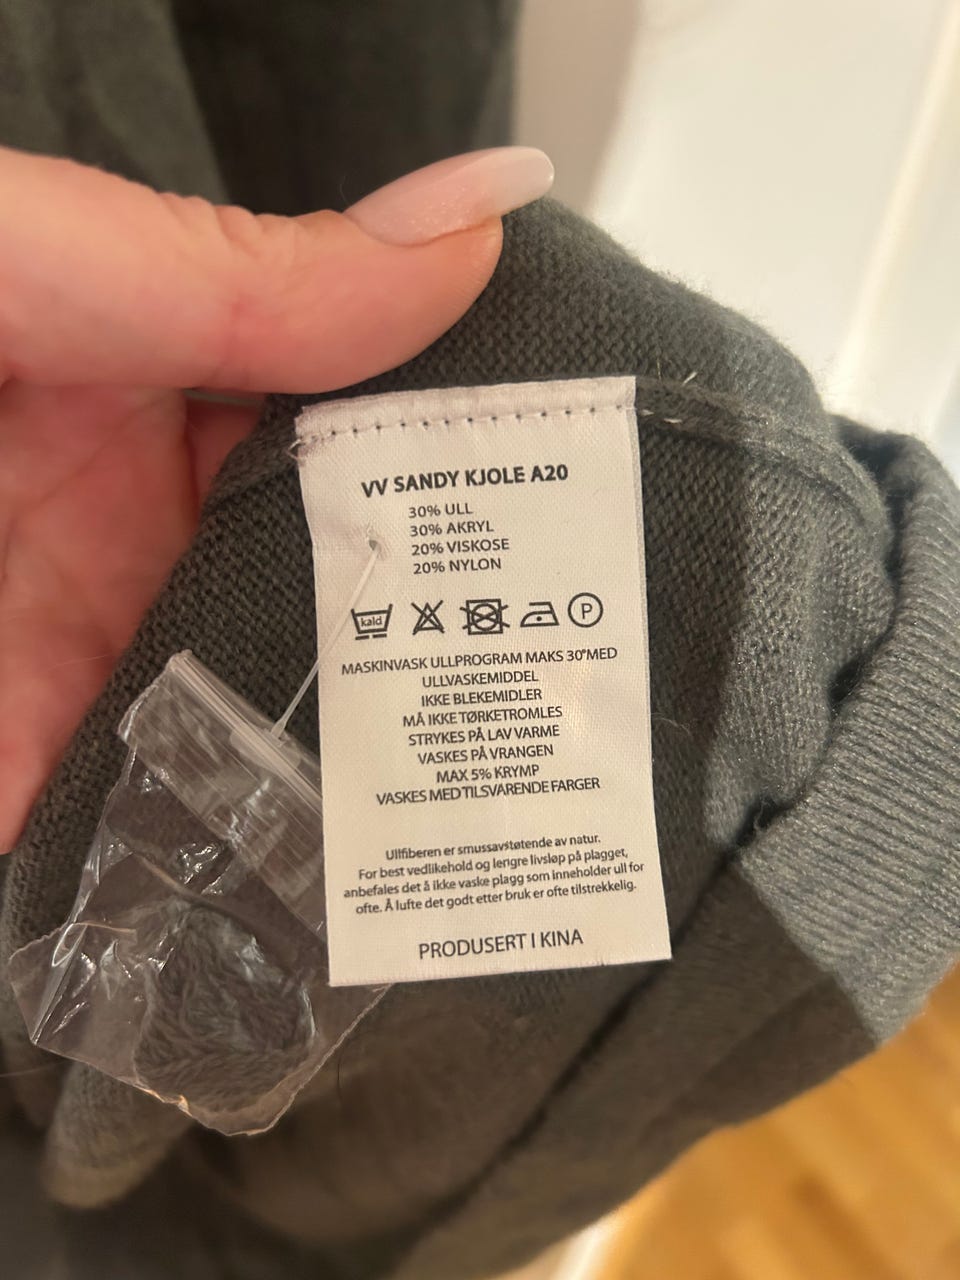 VV SANDY KJOLE A20
30% ULL
30% AKRYL
20% VISKOSE
20% NYLON
kald
P
MASKINVASK ULLPROGRAM MAKS 30° MED
ULLVASKEMIDDEL
IKKE BLEKEMIDLER
MÅ IKKE TØRKETROMLES
STRYKES PÅ LAV VARME
VASKES PÅ VRANGEN
MAX 5% KRYMP
VASKES MED TILSVARENDE FARGER
Ullfiberen er smussavstøtende av natur.
For best vedlikehold og lengre livsløp på plagget,
anbefales det å ikke vaske plagg som inneholder ull for
ofte. Å lufte det godt etter bruk er ofte tilstrekkelig.
PRODUSERT I KINA